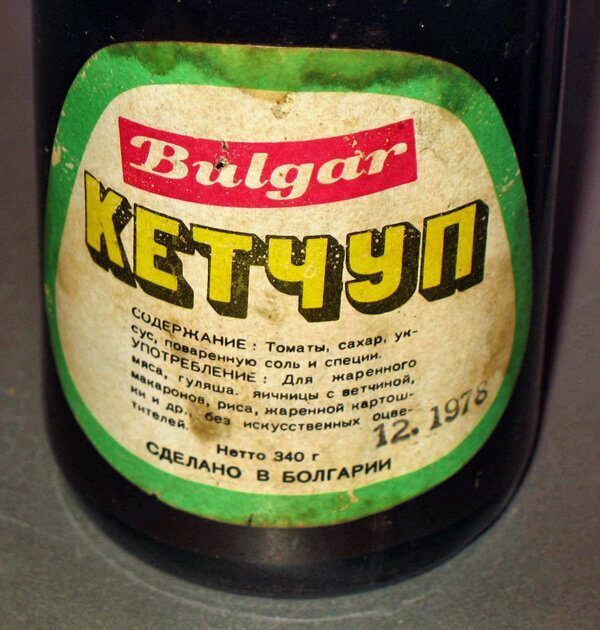 Bulgar
КЕТЧУП
СОДЕРЖАНИЕ : Томаты, сахар, ук-
сус, поваренную соль и специи.
УПОТРЕБЛЕНИЕ : Для жаренного
мяса, гуляша. яичницы с ветчиной,
макаронов, риса, жаренной картош-
ки и др., без искусственных оцве-
тителей.
12. 1978
Нетто 340 г
СДЕЛАНО В БОЛГАРИИ